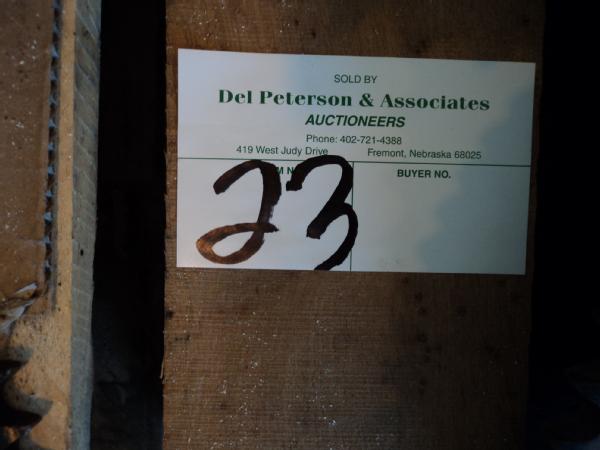 SOLD BY
Del Peterson & Associates
AUCTIONEERS
Phone: 402-721-4388
419 West Judy Drive Fremont, Nebraska 68025
BUYER NO.
23